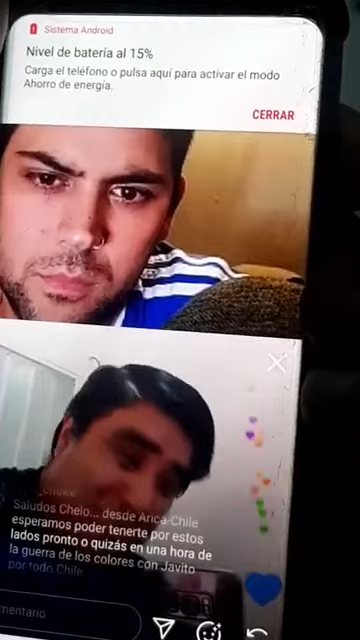 Sistema Android
Nivel de batería al 15%
Carga el teléfono o pulsa aquí para activar el modo
Ahorro de energía.
CERRAR
Saludos Chelo... desde Arica-Chile
esperamos poder tenerte por estos
lados pronto o quizás en una hora de
la guerra de los colores con Javito
por todo Chile
mentario